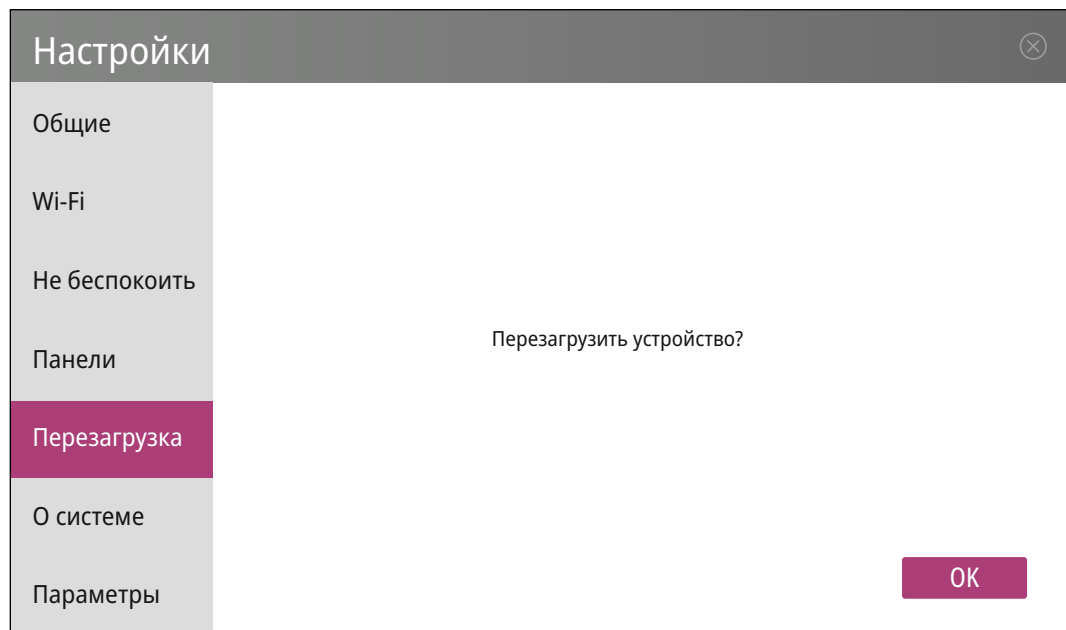 Настройки
Общие
Wi-Fi
Не беспокоить
Панели
Перезагрузка
О системе
Параметры
Перезагрузить устройство?
OK